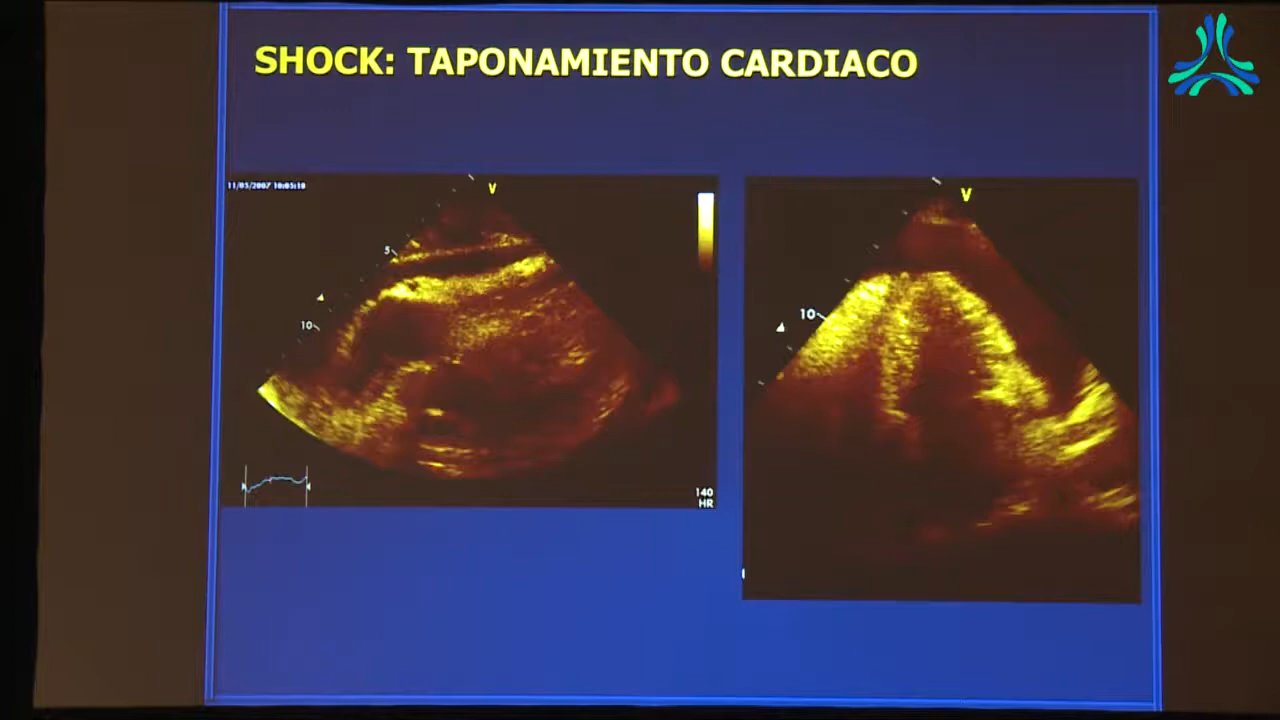 SHOCK: TAPONAMIENTO CARDIACO
11/05/2007 10:05:10
V
5
10
140
HR
V
10